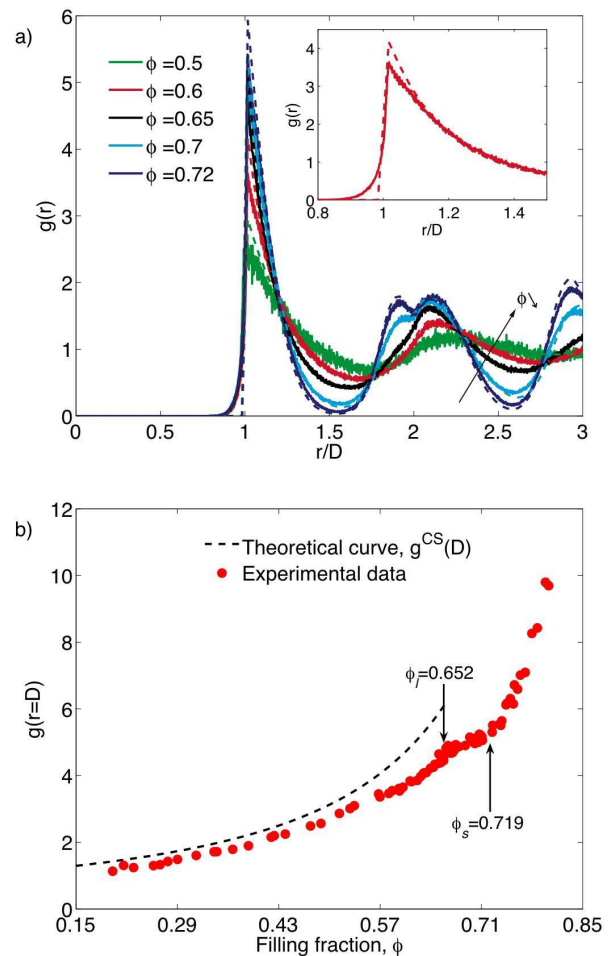 a)
6
5
4
3
2
1
0
g(r)
ϕ =0.5
ϕ =0.6
ϕ =0.65
ϕ =0.7
ϕ =0.72
4
3
2
1
0
g(r)
0.8 1 1.2 1.4
r/D
ϕ↘
0 0.5 1 1.5 2 2.5 3
r/D
b)
12
10
8
6
4
2
0
g(r=D)
Theoretical curve, g^CS(D)
Experimental data
ϕ_l=0.652
ϕ_s=0.719
0.15 0.29 0.43 0.57 0.71 0.85
Filling fraction, ϕ